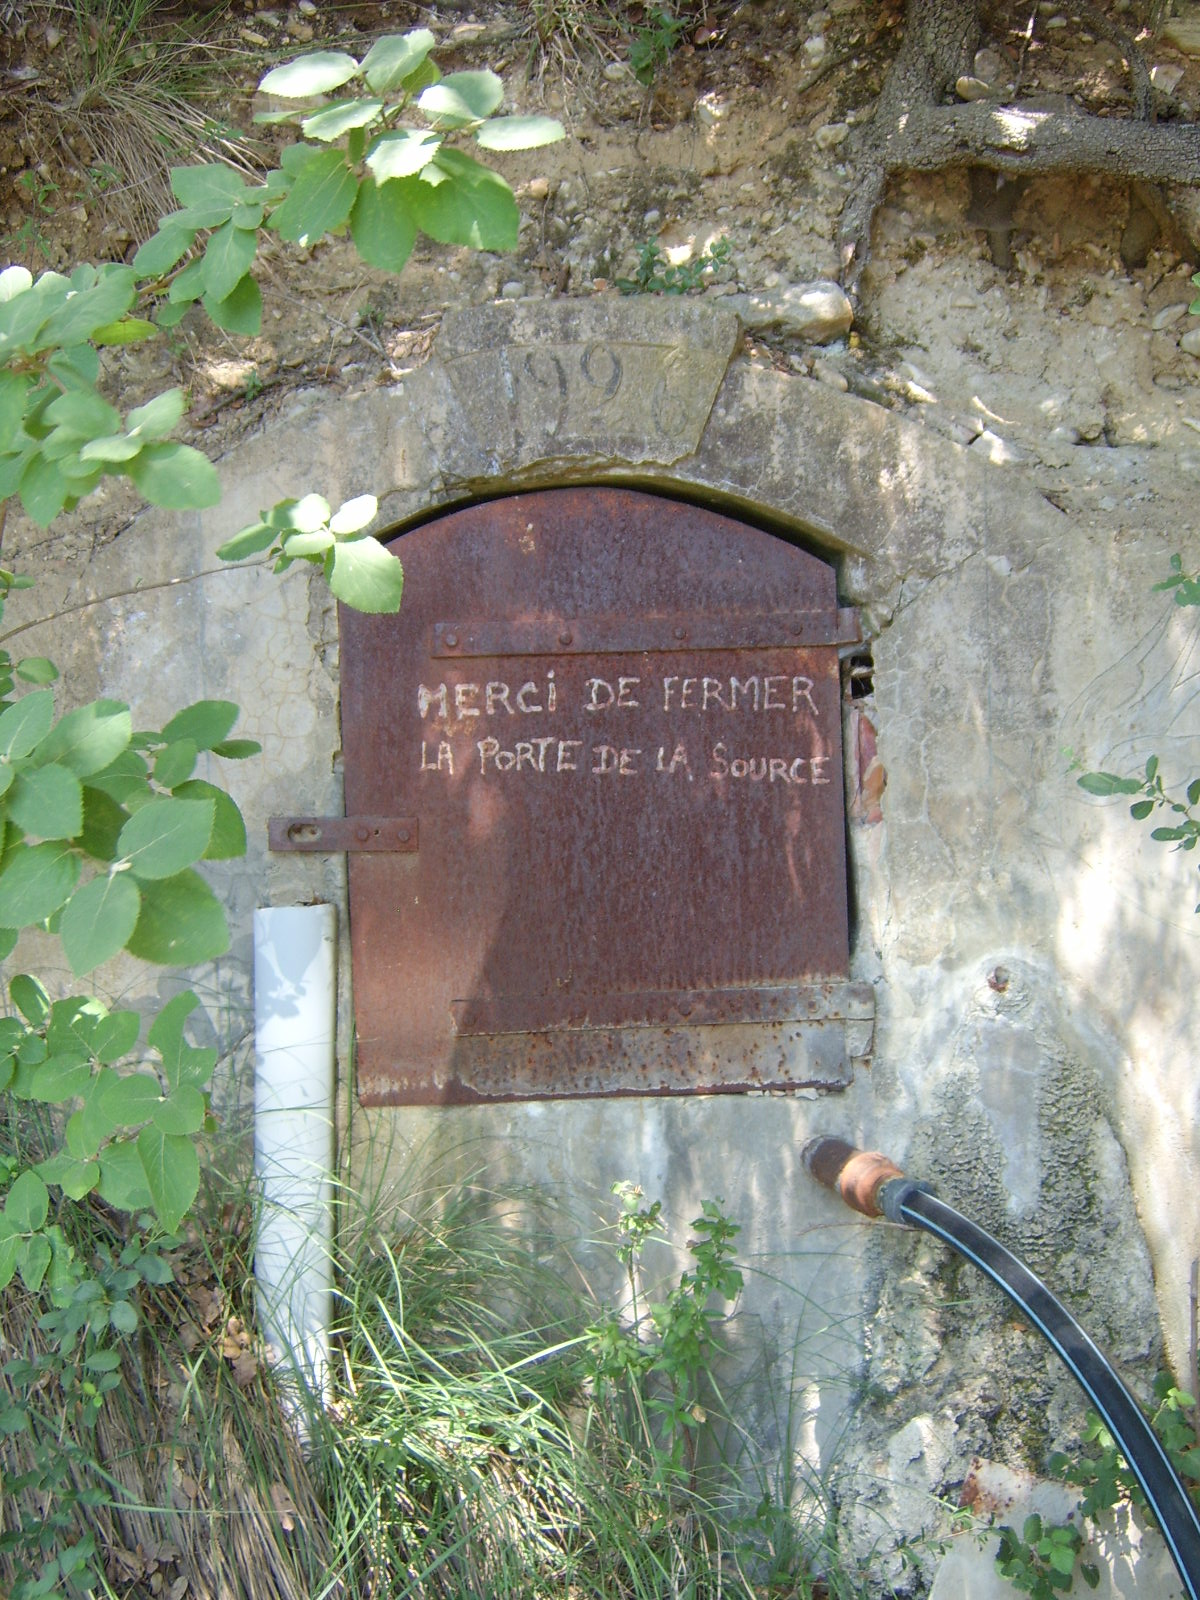 1926
MERCi DE FERMER
LA PORTE DE LA SOURCE